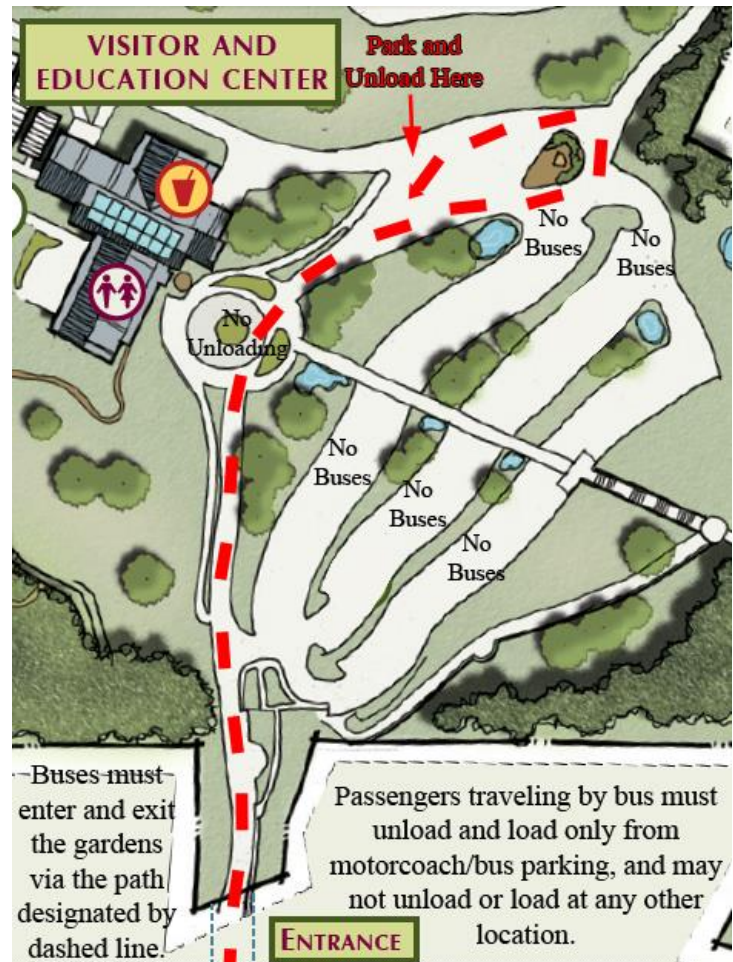 VISITOR AND
EDUCATION CENTER
Park and
Unload Here
No
Buses
No
Buses
No
Unloading
No
Buses
No
Buses
No
Buses
Buses must
enter and exit
the gardens
via the path
designated by
dashed line.
Passengers traveling by bus must
unload and load only from
motorcoach/bus parking, and may
not unload or load at any other
location.
ENTRANCE